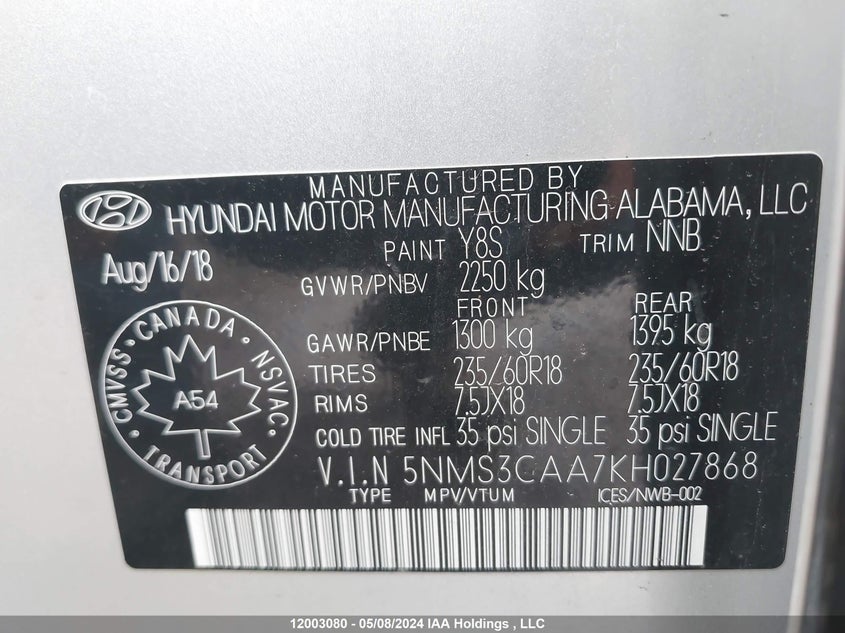 MANUFACTURED BY
HYUNDAI MOTOR MANUFACTURING ALABAMA, LLC
PAINT Y8S TRIM NNB
Aug/16/18
GVWR/PNBV 2250 kg
FRONT REAR
GAWR/PNBE 1300 kg 1395 kg
TIRES 235/60R18 235/60R18
RIMS 7.5JX18 7.5JX18
COLD TIRE INFL 35 psi SINGLE 35 psi SINGLE
V.I.N 5NMS3CAA7KH027868
TYPE MPV/VTUM ICES/NWB-002
CMVSS · CANADA · NSVAC
A54
TRANSPORT
12003080 - 05/08/2024 IAA Holdings , LLC